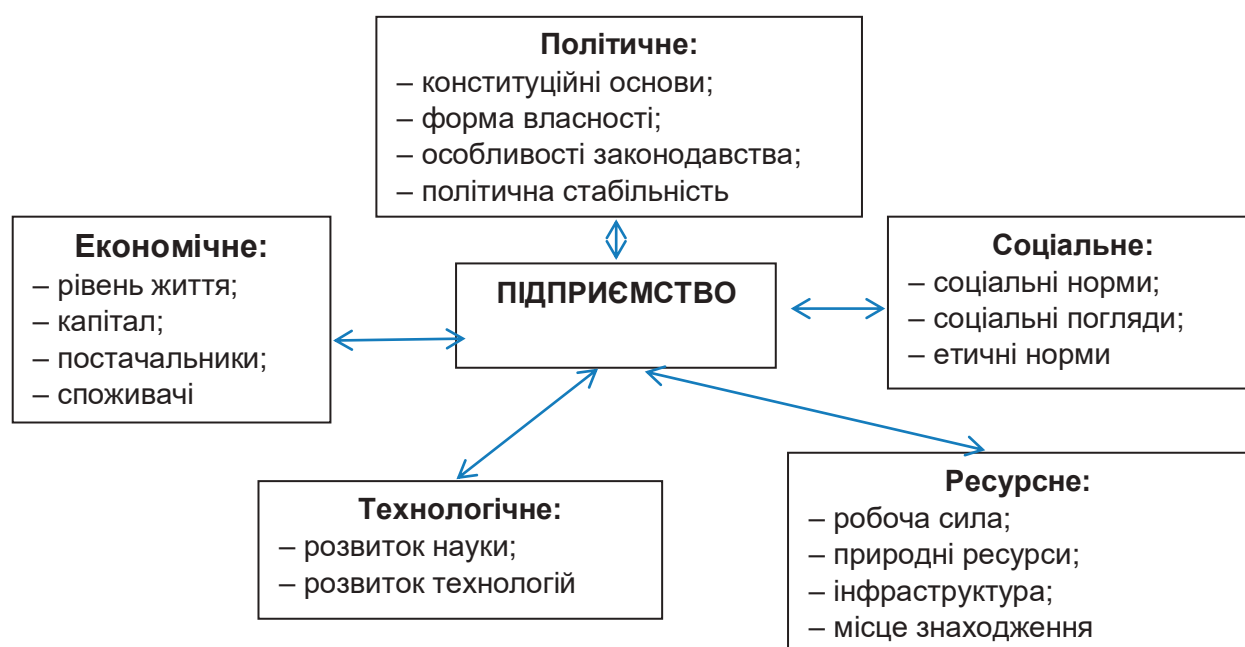 Політичне:
– конституційні основи;
– форма власності;
– особливості законодавства;
– політична стабільність
Економічне:
– рівень життя;
– капітал;
– постачальники;
– споживачі
ПІДПРИЄМСТВО
Соціальне:
– соціальні норми;
– соціальні погляди;
– етичні норми
Технологічне:
– розвиток науки;
– розвиток технологій
Ресурсне:
– робоча сила;
– природні ресурси;
– інфраструктура;
– місце знаходження